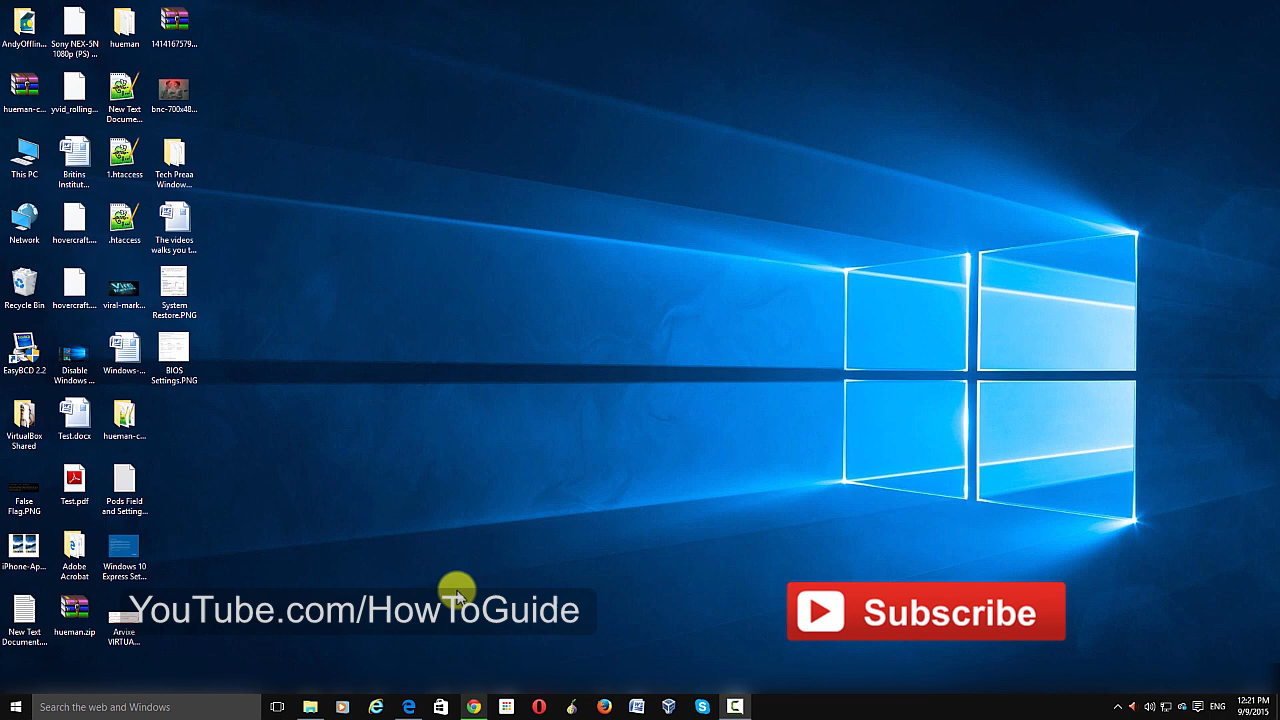 AndyOfflin...
Sony NEX-5N
1080p (PS) ...
hueman
1414167579...
hueman-c...
yvid_rolling...
New Text
Docume...
bnc-700x48...
This PC
Britins
Institut...
1.htaccess
Tech Preaa
Window...
Network
hovercraft....
.htaccess
The videos
walks you t...
Recycle Bin
hovercraft....
viral-mark...
System
Restore.PNG
EasyBCD 2.2
Disable
Windows ...
Windows-...
BIOS
Settings.PNG
VirtualBox
Shared
Test.docx
hueman-c...
False
Flag.PNG
Test.pdf
Pods Field
and Setting...
iPhone-Ap...
Adobe
Acrobat
Windows 10
Express Set...
New Text
Document...
hueman.zip
Arvixe
VIRTUA...
YouTube.com/HowToGuide
Subscribe
Search the web and Windows
ENG
12:21 PM
9/9/2015